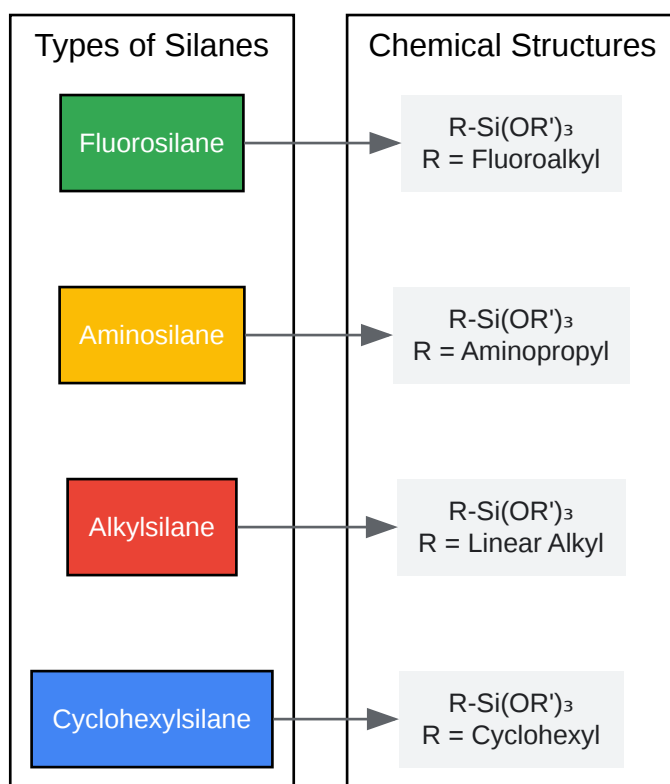 Types of Silanes
Chemical Structures
Fluorosilane
R-Si(OR')₃
R = Fluoroalkyl
Aminosilane
R-Si(OR')₃
R = Aminopropyl
Alkylsilane
R-Si(OR')₃
R = Linear Alkyl
Cyclohexylsilane
R-Si(OR')₃
R = Cyclohexyl